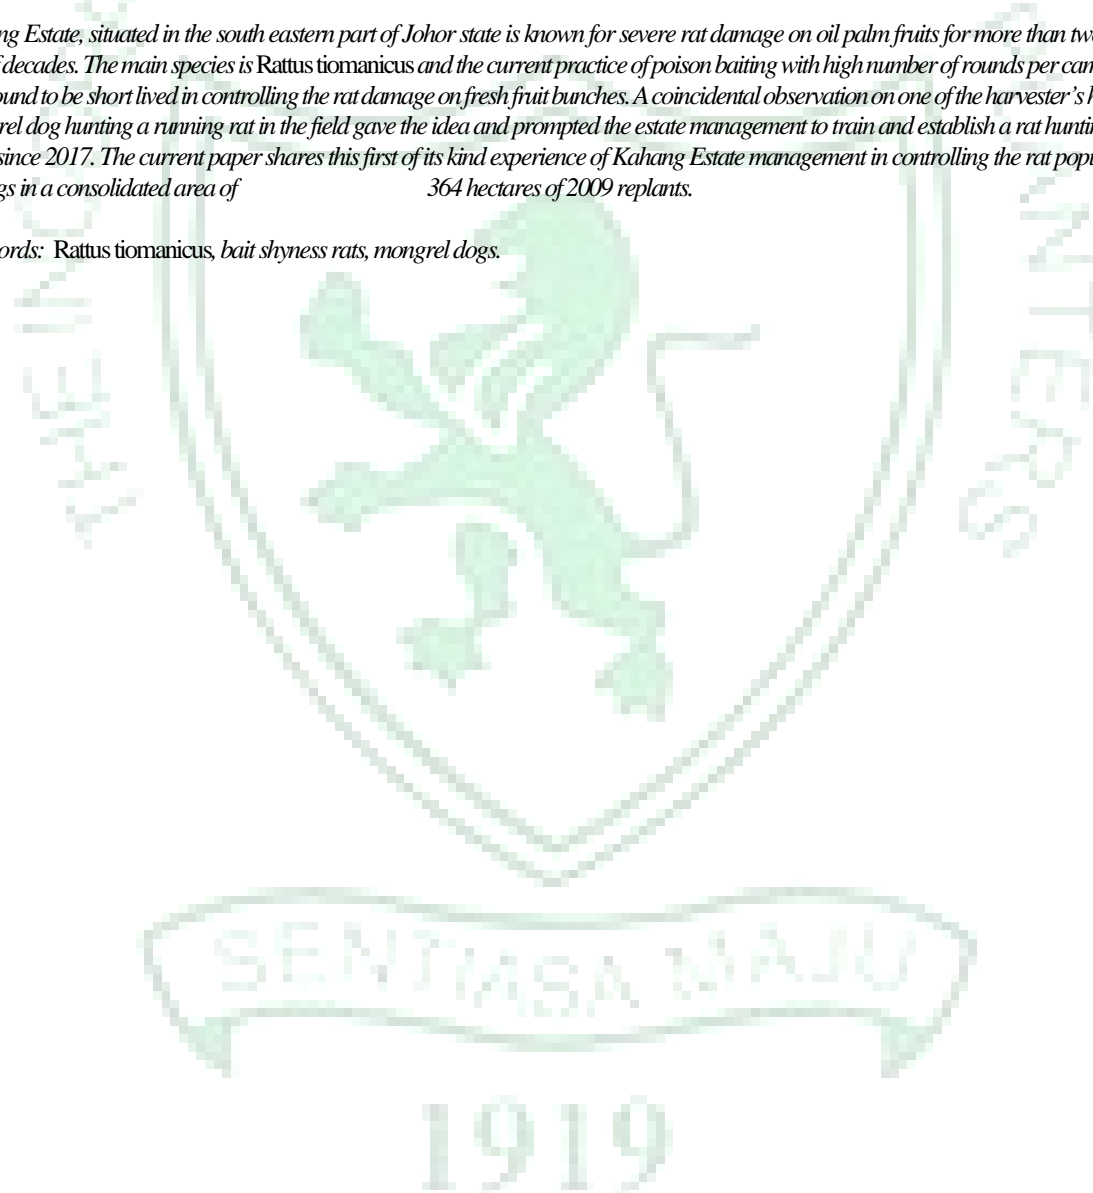 ng Estate, situated in the south eastern part of Johor state is known for severe rat damage on oil palm fruits for more than tw
decades. The main species is Rattus tiomanicus and the current practice of poison baiting with high number of rounds per cam
ound to be short lived in controlling the rat damage on fresh fruit bunches. A coincidental observation on one of the harvester's h
rel dog hunting a running rat in the field gave the idea and prompted the estate management to train and establish a rat huntin
since 2017. The current paper shares this first of its kind experience of Kahang Estate management in controlling the rat popu
gs in a consolidated area of 364 hectares of 2009 replants.
ords: Rattus tiomanicus, bait shyness rats, mongrel dogs.
THE INCOR
PLANTERS
SENTIASA MAJU
1919